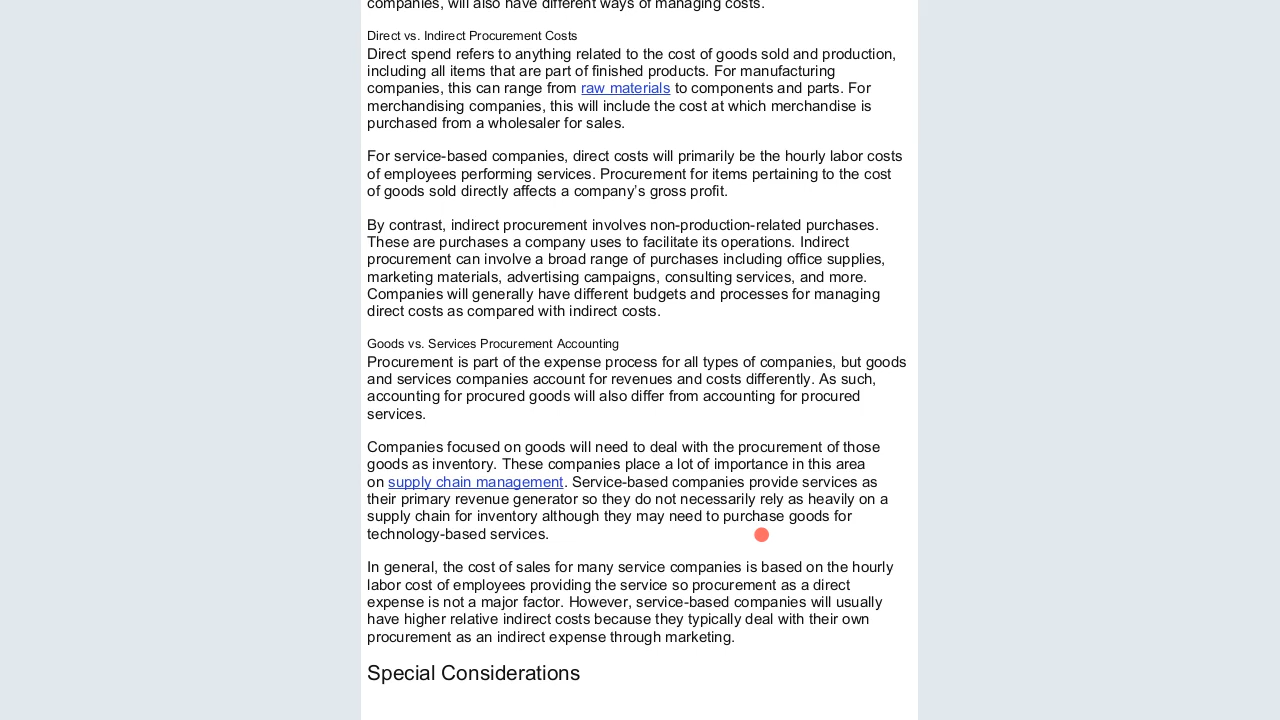 companies, will also have different ways of managing costs.
Direct vs. Indirect Procurement Costs
Direct spend refers to anything related to the cost of goods sold and production,
including all items that are part of finished products. For manufacturing
companies, this can range from raw materials to components and parts. For
merchandising companies, this will include the cost at which merchandise is
purchased from a wholesaler for sales.
For service-based companies, direct costs will primarily be the hourly labor costs
of employees performing services. Procurement for items pertaining to the cost
of goods sold directly affects a company’s gross profit.
By contrast, indirect procurement involves non-production-related purchases.
These are purchases a company uses to facilitate its operations. Indirect
procurement can involve a broad range of purchases including office supplies,
marketing materials, advertising campaigns, consulting services, and more.
Companies will generally have different budgets and processes for managing
direct costs as compared with indirect costs.
Goods vs. Services Procurement Accounting
Procurement is part of the expense process for all types of companies, but goods
and services companies account for revenues and costs differently. As such,
accounting for procured goods will also differ from accounting for procured
services.
Companies focused on goods will need to deal with the procurement of those
goods as inventory. These companies place a lot of importance in this area
on supply chain management. Service-based companies provide services as
their primary revenue generator so they do not necessarily rely as heavily on a
supply chain for inventory although they may need to purchase goods for
technology-based services.
In general, the cost of sales for many service companies is based on the hourly
labor cost of employees providing the service so procurement as a direct
expense is not a major factor. However, service-based companies will usually
have higher relative indirect costs because they typically deal with their own
procurement as an indirect expense through marketing.
Special Considerations